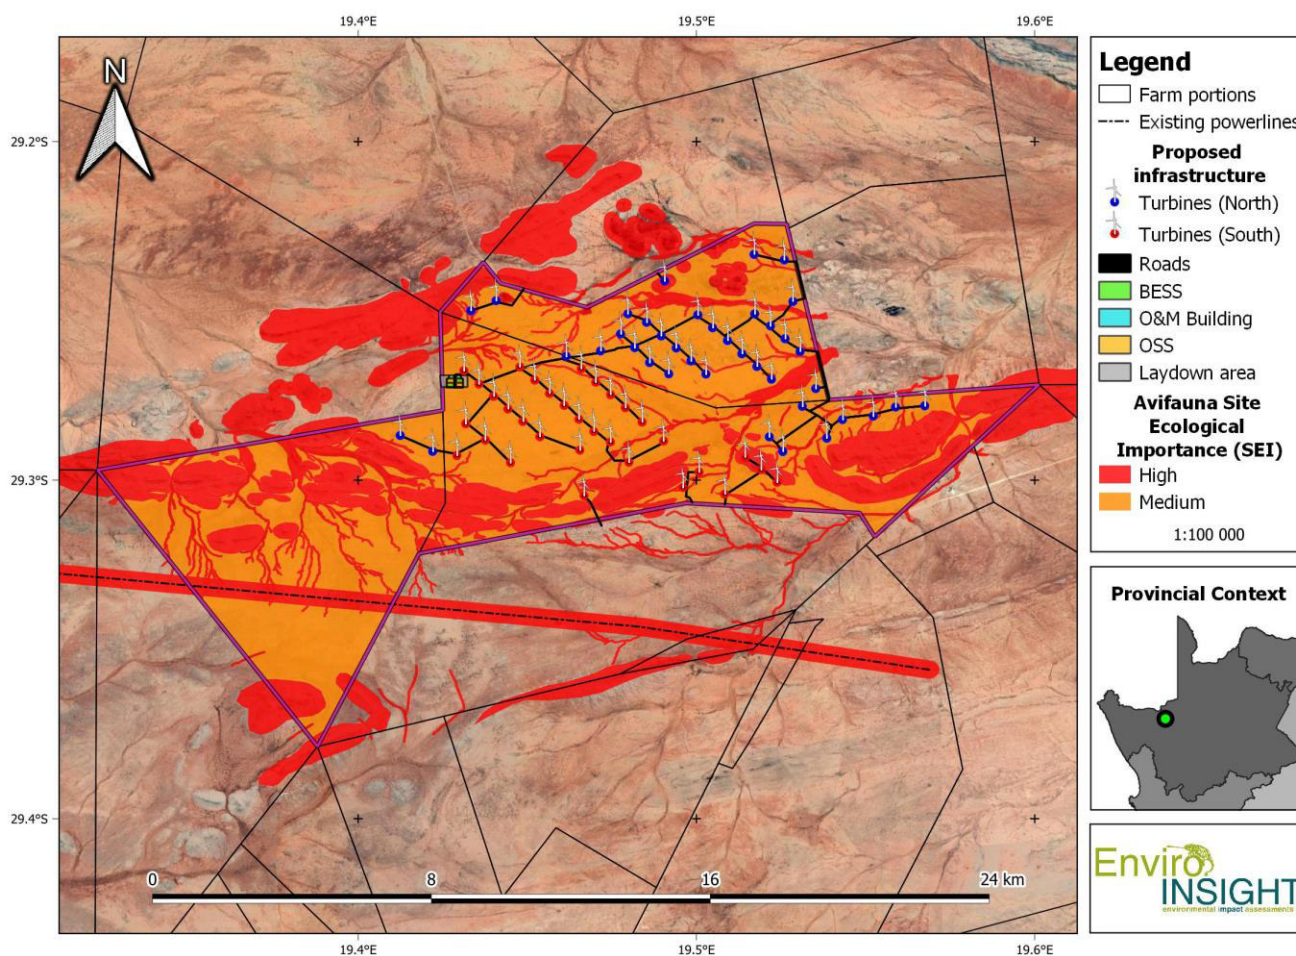 19.4°E
19.5°E
19.6°E
N
29.2°S
29.3°S
29.4°S
0
8
16
24 km
19.4°E
19.5°E
19.6°E
Legend
Farm portions
Existing powerlines
Proposed
infrastructure
Turbines (North)
Turbines (South)
Roads
BESS
O&M Building
OSS
Laydown area
Avifauna Site
Ecological
Importance (SEI)
High
Medium
1:100 000
Provincial Context
Enviro
INSIGHT
environmental impact assessments